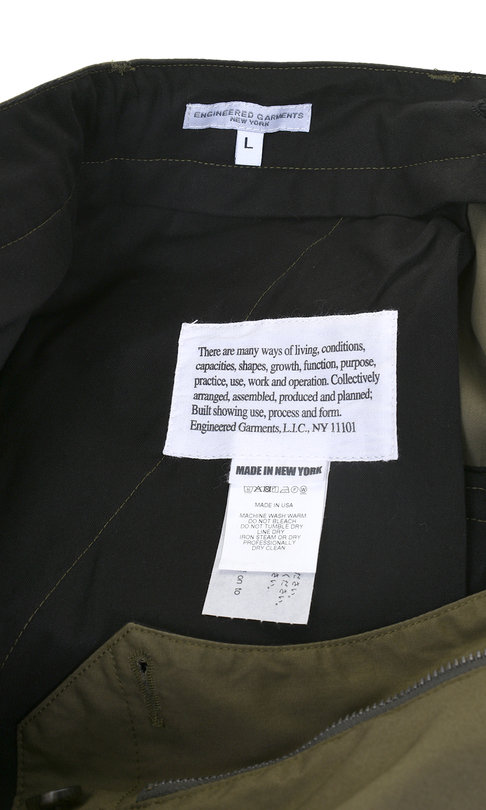 ENGINEERED GARMENTS
NEW YORK
L
There are many ways of living, conditions,
capacities, shapes, growth, function, purpose,
practice, use, work and operation. Collectively
arranged, assembled, produced and planned;
Built showing use, process and form.
Engineered Garments, L.I.C., NY 11101
MADE IN NEW YORK
MADE IN USA
MACHINE WASH WARM
DO NOT BLEACH
DO NOT TUMBLE DRY
LINE DRY
IRON STEAM OR DRY
PROFESSIONALLY
DRY CLEAN